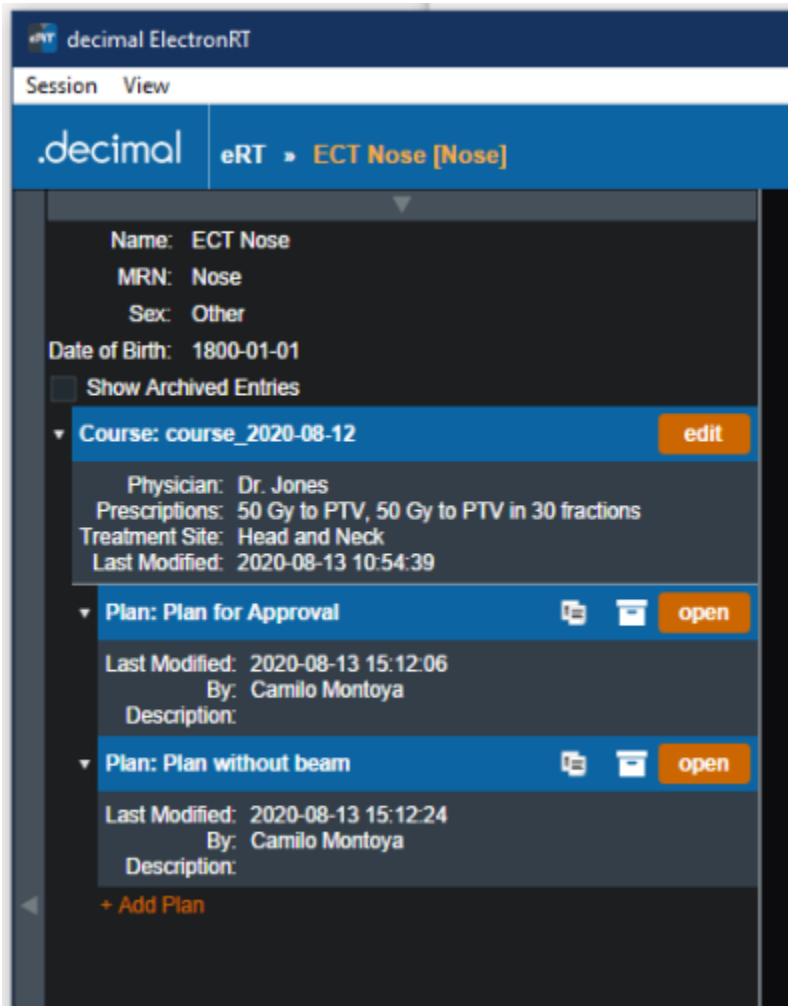 decimal ElectronRT
Session View
.decimal eRT » ECT Nose [Nose]
Name: ECT Nose
MRN: Nose
Sex: Other
Date of Birth: 1800-01-01
Show Archived Entries
Course: course_2020-08-12 edit
Physician: Dr. Jones
Prescriptions: 50 Gy to PTV, 50 Gy to PTV in 30 fractions
Treatment Site: Head and Neck
Last Modified: 2020-08-13 10:54:39
Plan: Plan for Approval open
Last Modified: 2020-08-13 15:12:06
By: Camilo Montoya
Description:
Plan: Plan without beam open
Last Modified: 2020-08-13 15:12:24
By: Camilo Montoya
Description:
+ Add Plan